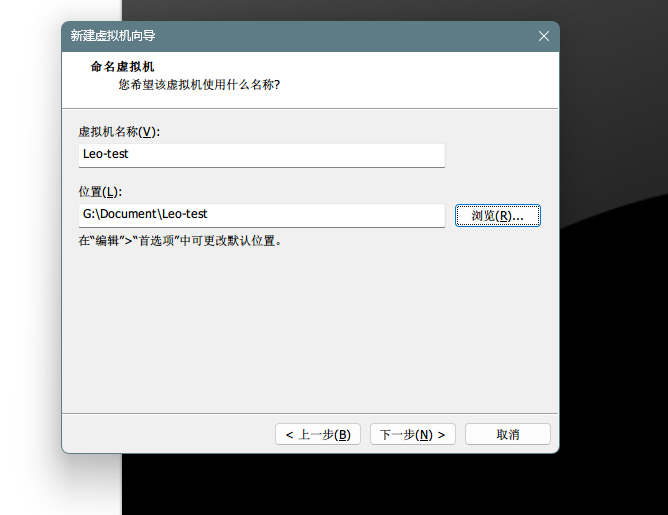 新建虚拟机向导
命名虚拟机
您希望该虚拟机使用什么名称?
虚拟机名称(V):
Leo-test
位置(L):
G:\Document\Leo-test
浏览(R)...
在“编辑”>“首选项”中可更改默认位置。
< 上一步(B)
下一步(N) >
取消